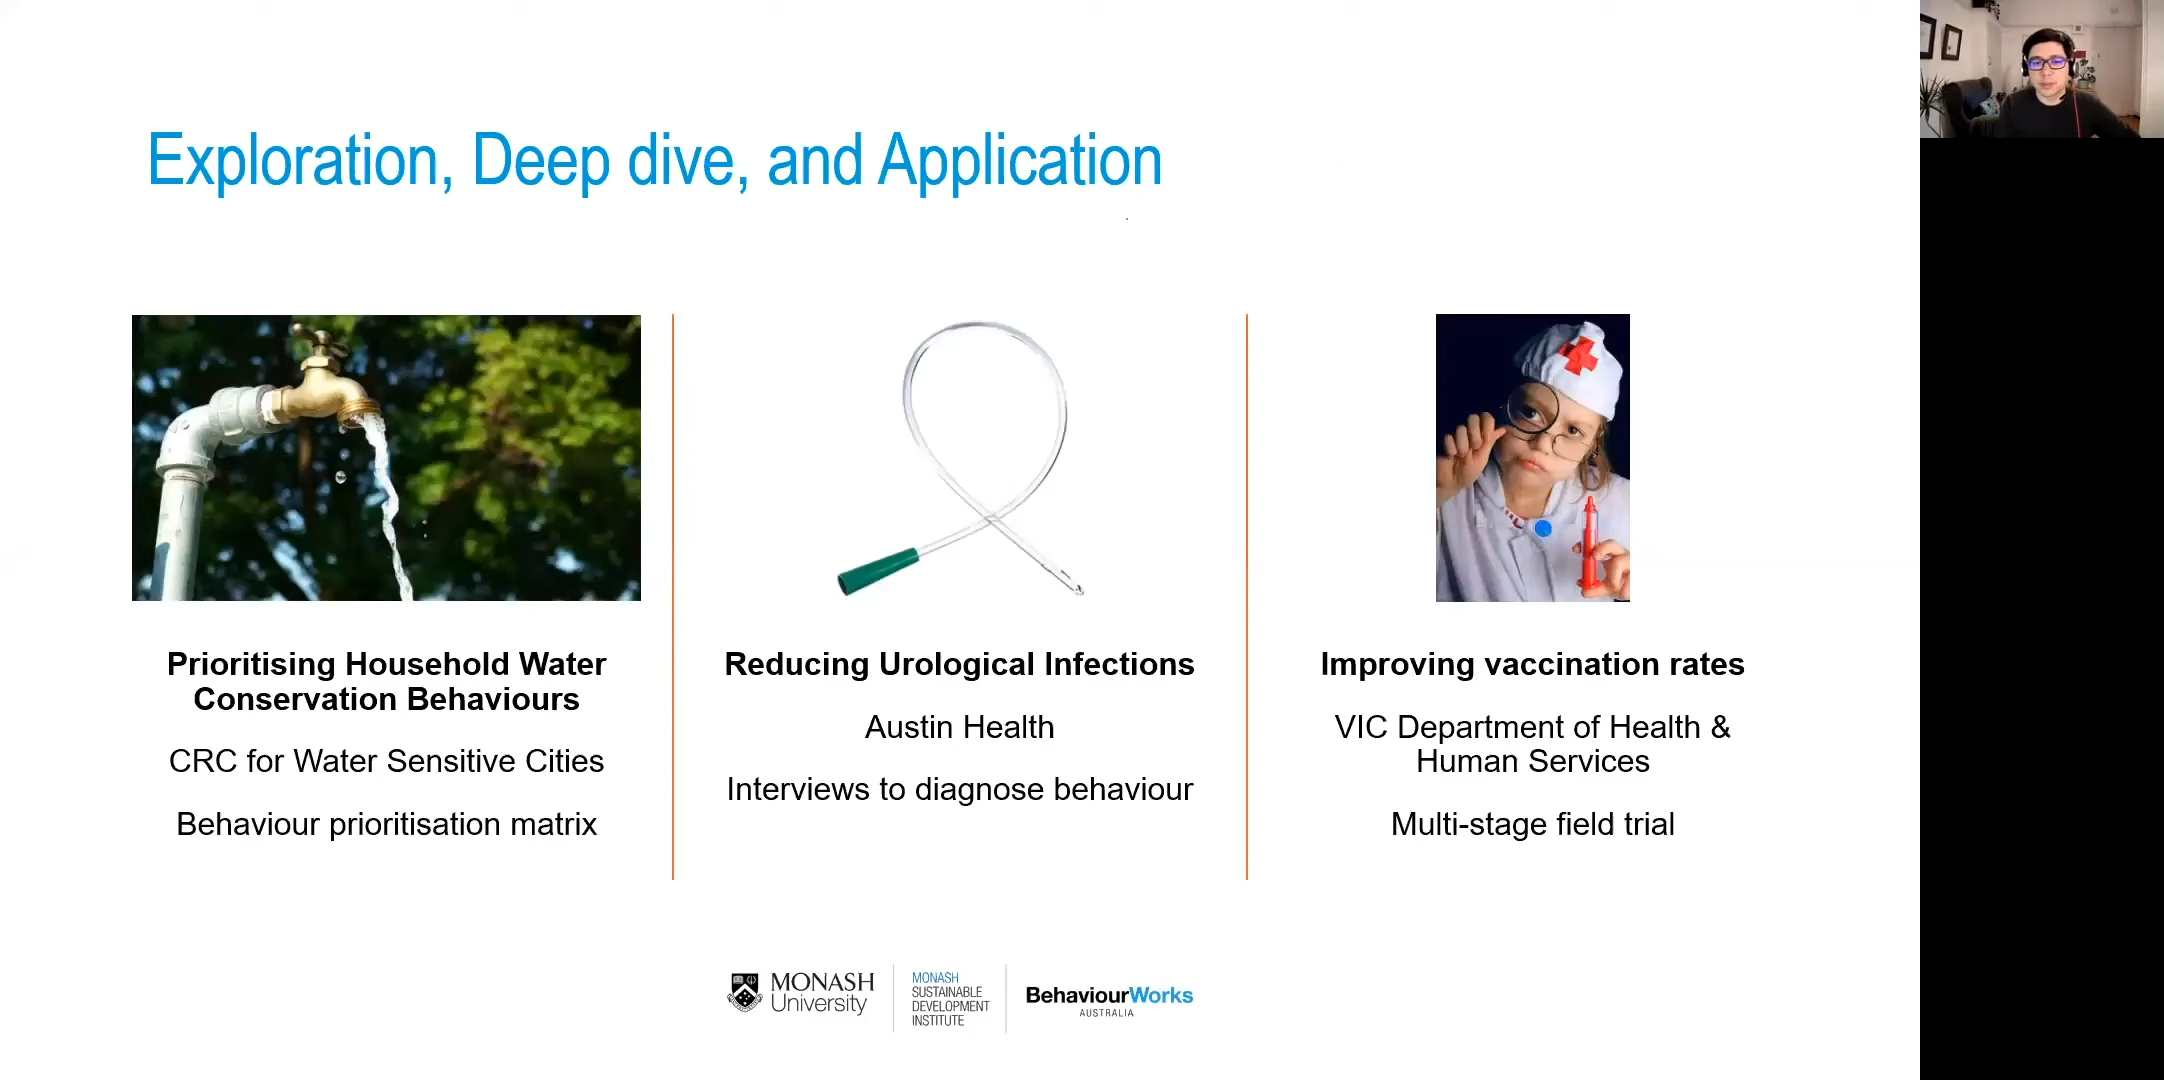 Exploration, Deep dive, and Application
Prioritising Household Water
Conservation Behaviours
CRC for Water Sensitive Cities
Behaviour prioritisation matrix
Reducing Urological Infections
Austin Health
Interviews to diagnose behaviour
Improving vaccination rates
VIC Department of Health &
Human Services
Multi-stage field trial
MONASH
University
MONASH
SUSTAINABLE
DEVELOPMENT
INSTITUTE
BehaviourWorks
AUSTRALIA